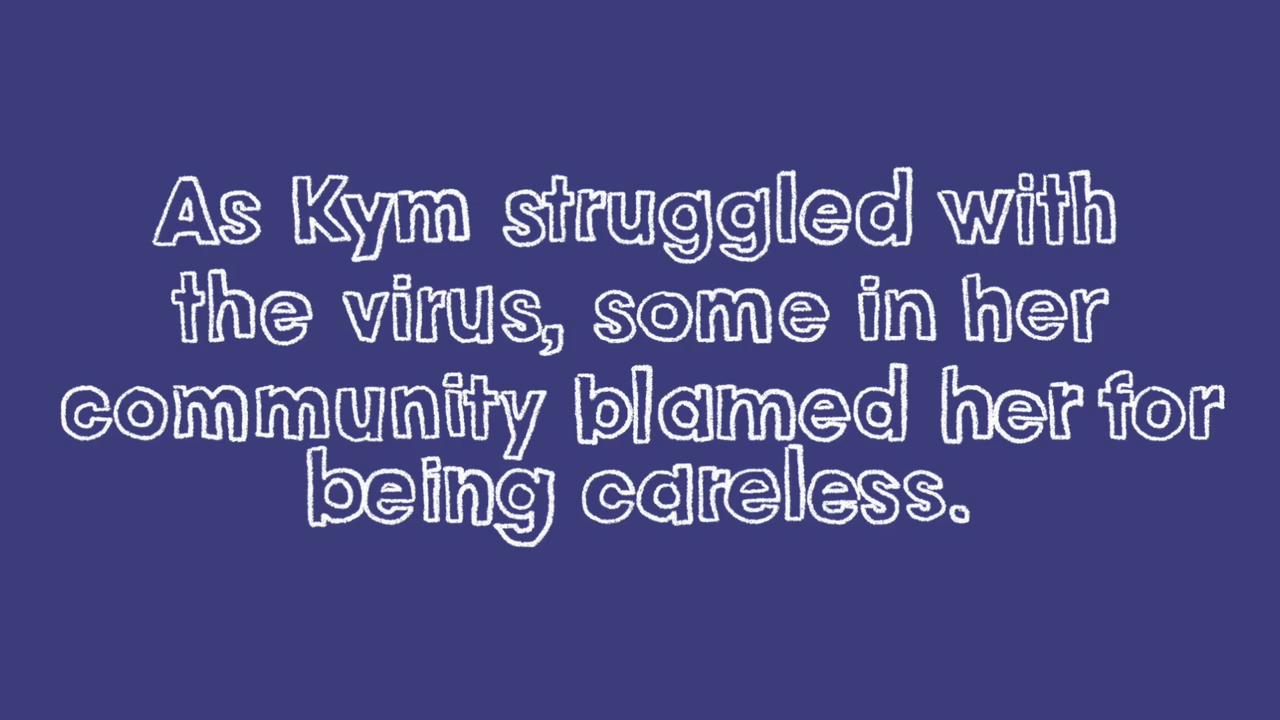 As Kym struggled with
the virus, some in her
community blamed her for
being careless.